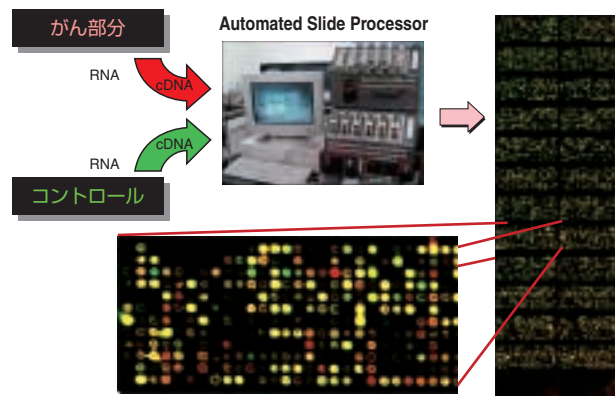 がん部分
Automated Slide Processor
RNA
cDNA
cDNA
RNA
コントロール